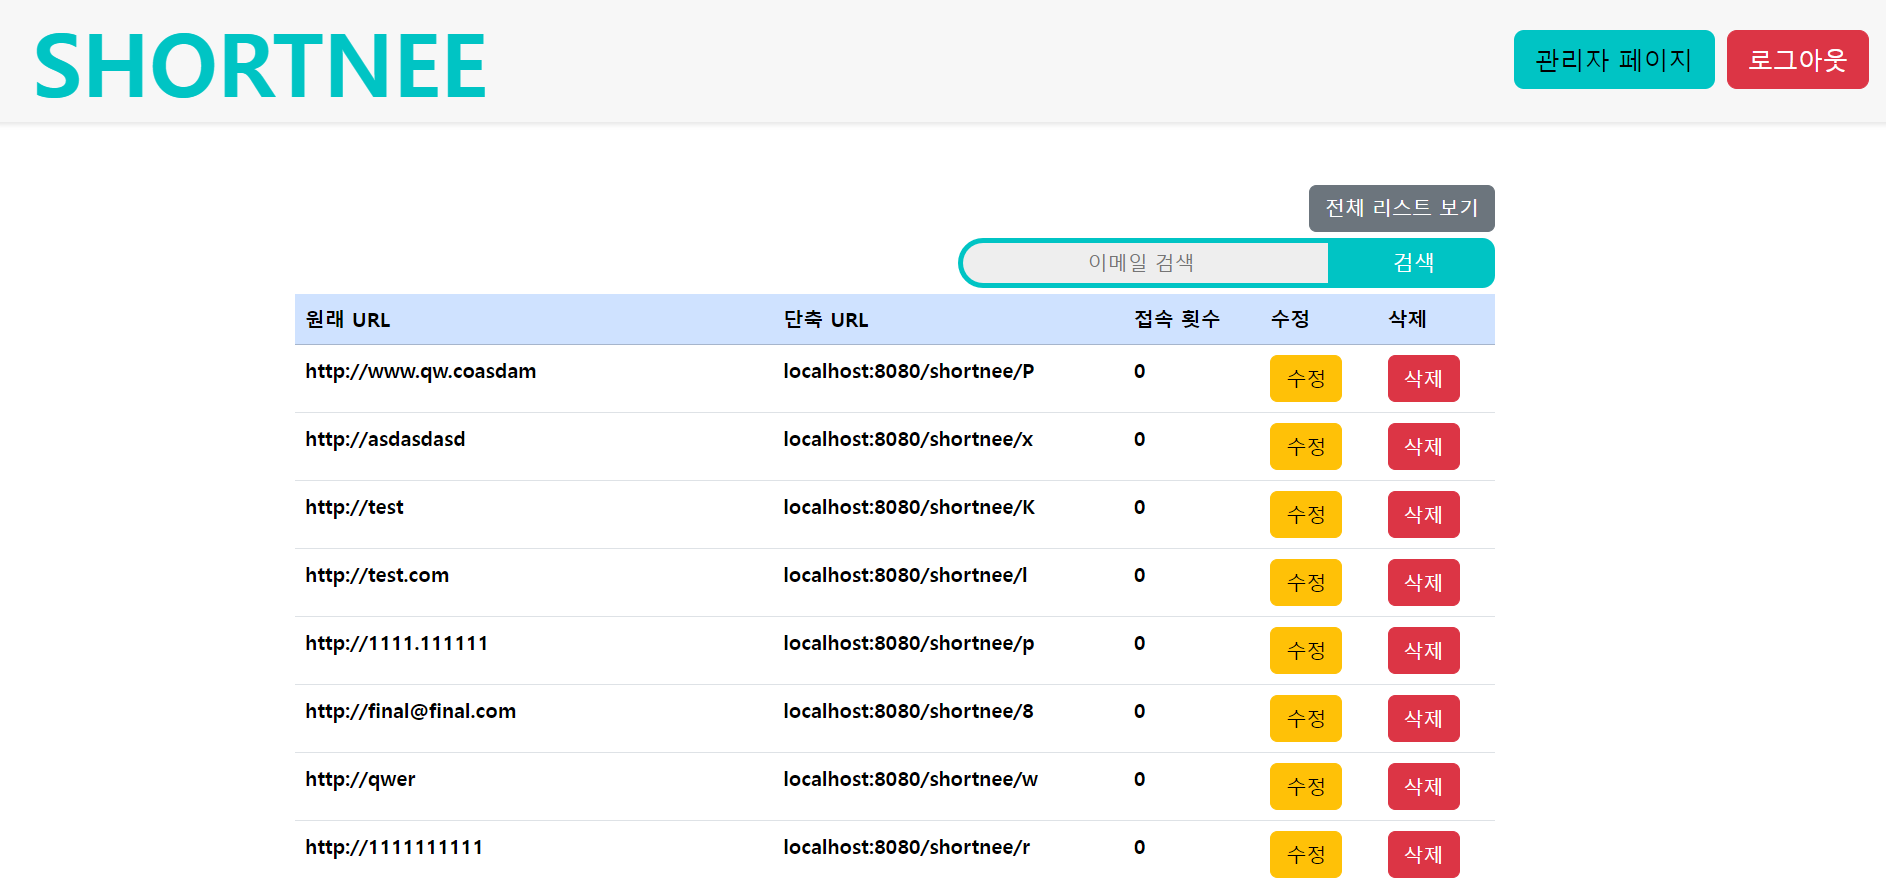 SHORTNEE
관리자 페이지 로그아웃
전체 리스트 보기
이메일 검색 검색
원래 URL 단축 URL 접속 횟수 수정 삭제
http://www.qw.coasdam localhost:8080/shortnee/P 0 수정 삭제
http://asdasdasd localhost:8080/shortnee/x 0 수정 삭제
http://test localhost:8080/shortnee/K 0 수정 삭제
http://test.com localhost:8080/shortnee/l 0 수정 삭제
http://1111.111111 localhost:8080/shortnee/p 0 수정 삭제
http://final@final.com localhost:8080/shortnee/8 0 수정 삭제
http://qwer localhost:8080/shortnee/w 0 수정 삭제
http://1111111111 localhost:8080/shortnee/r 0 수정 삭제